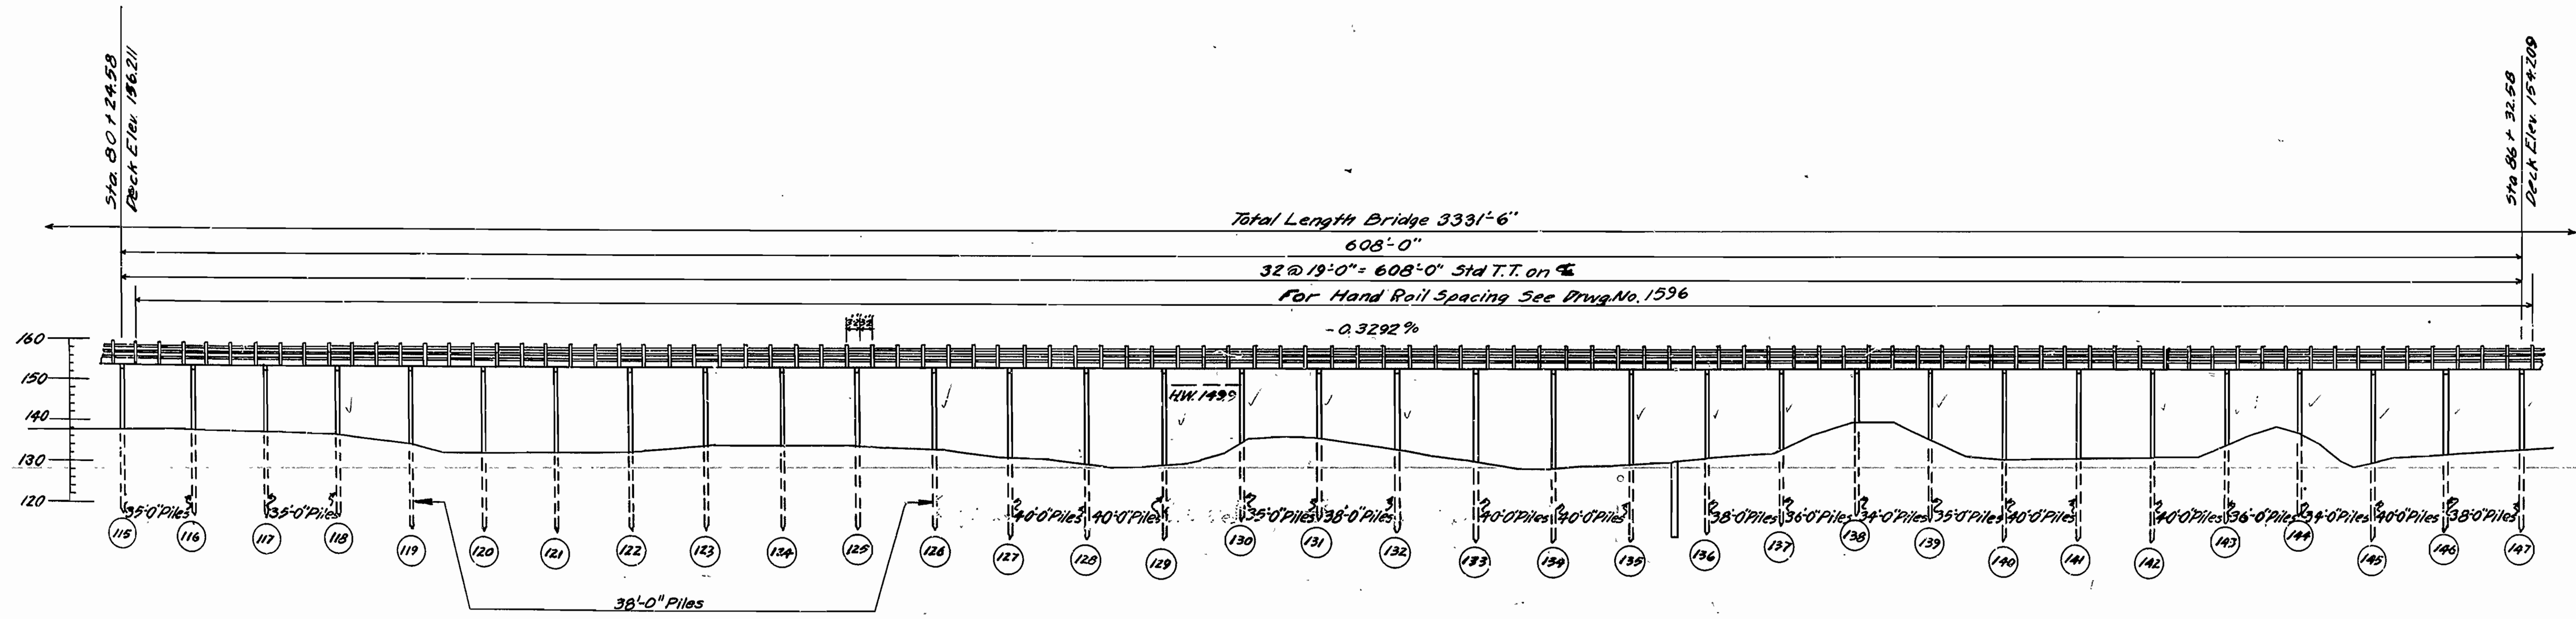 Sta. 80 + 24.58
Deck Elev. 156.211
Sta 86 + 32.58
Deck Elev. 154.209
Total Length Bridge 3331'-6"
608'-0"
32 @ 19'-0" = 608'-0" Std T.T. on ℄
For Hand Rail Spacing See Drwg. No. 1596
-0.3292 %
160
150
140
130
120
H.W. 149.9
35'-0" Piles
35'-0" Piles
40'-0" Piles
40'-0" Piles
35'-0" Piles
38'-0" Piles
40'-0" Piles
40'-0" Piles
38'-0" Piles
36'-0" Piles
34'-0" Piles
35'-0" Piles
40'-0" Piles
40'-0" Piles
36'-0" Piles
34'-0" Piles
40'-0" Piles
38'-0" Piles
115 116 117 118 119 120 121 122 123 124 125 126 127 128 129 130 131 132 133 134 135 136 137 138 139 140 141 142 143 144 145 146 147
38'-0" Piles